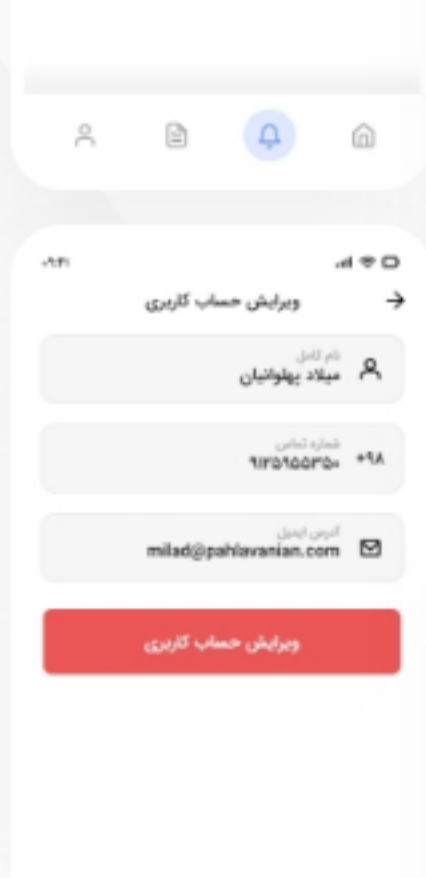 ۰۹:۴۱
ویرایش حساب کاربری
نام کامل
میلاد پهلوانیان
شماره تماس
+۹۸
۹۱۲۵۹۵۵۳۵۰
آدرس ایمیل
milad@pahlavanian.com
ویرایش حساب کاربری